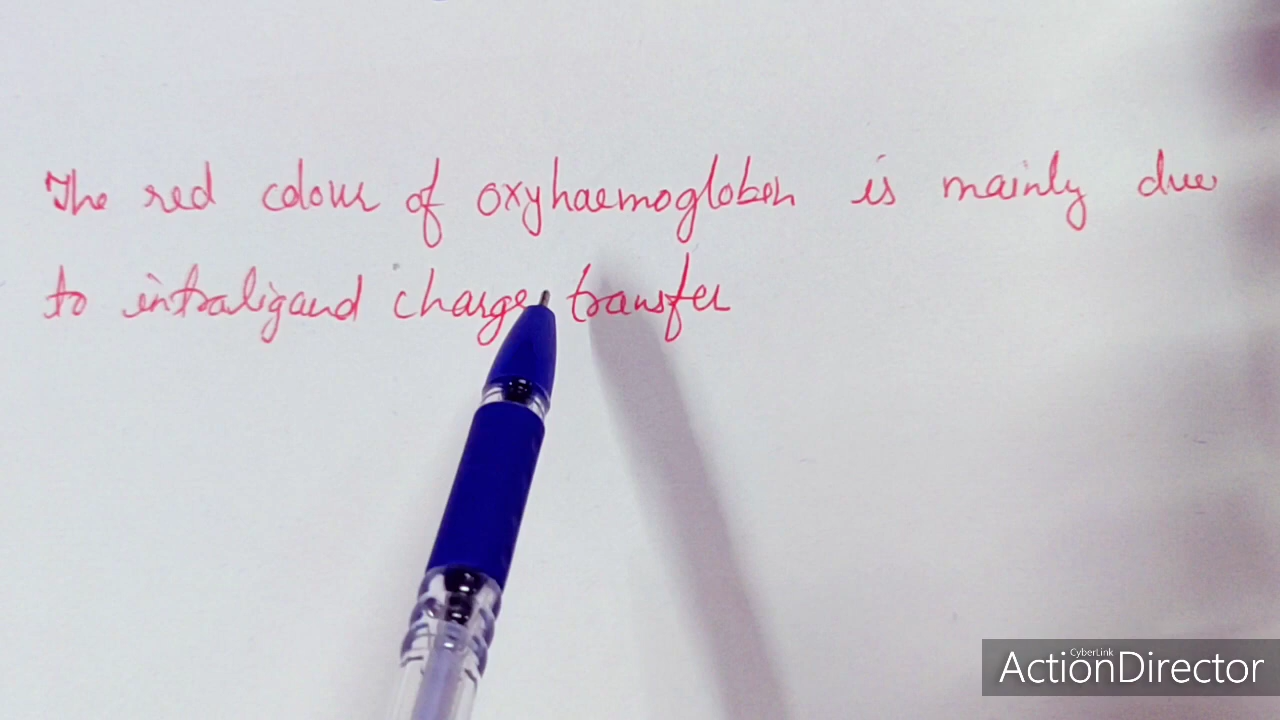 The red colour of oxyhaemoglobin is mainly due
to intraligand charge transfer
CyberLink
ActionDirector